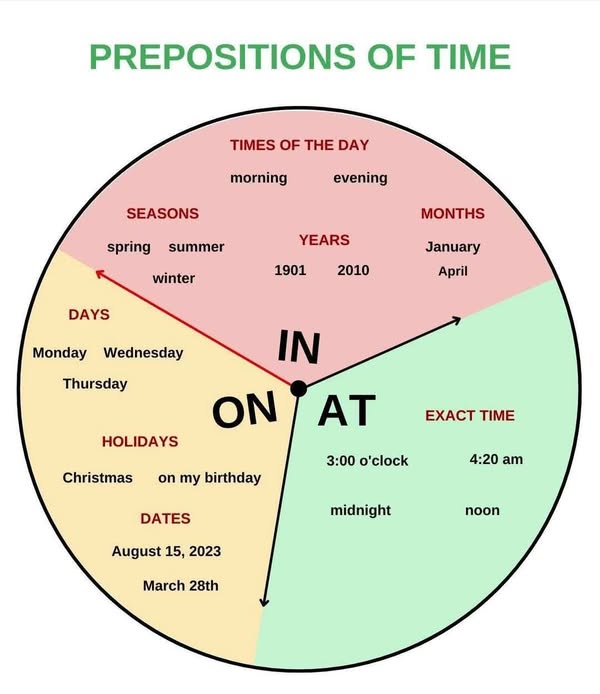 PREPOSITIONS OF TIME
TIMES OF THE DAY
morning evening
SEASONS
spring summer
winter
YEARS
1901 2010
MONTHS
January
April
IN
DAYS
Monday Wednesday
Thursday
ON
HOLIDAYS
Christmas on my birthday
DATES
August 15, 2023
March 28th
AT
EXACT TIME
3:00 o'clock 4:20 am
midnight noon